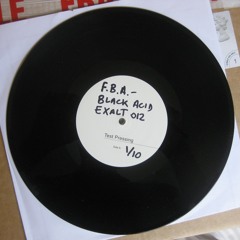 F.B.A. –
BLACK ACID
EXALT 012
Test Pressing
1/10